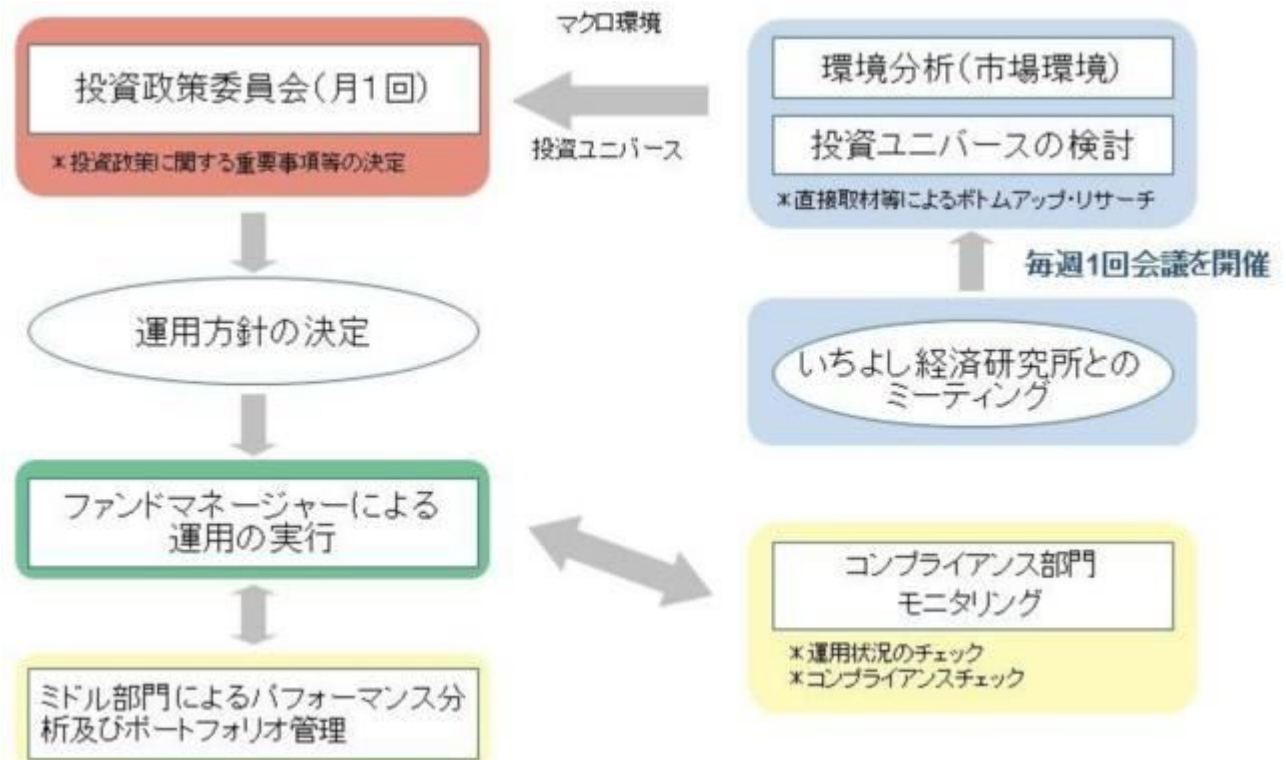 マクロ環境
投資政策委員会(月1回)
*投資政策に関する重要事項等の決定
投資ユニバース
環境分析(市場環境)
投資ユニバースの検討
*直接取材等によるボトムアップ・リサーチ
毎週1回会議を開催
いちよし経済研究所との
ミーティング
運用方針の決定
ファンドマネージャーによる
運用の実行
コンプライアンス部門
モニタリング
*運用状況のチェック
*コンプライアンスチェック
ミドル部門によるパフォーマンス分
析及びポートフォリオ管理